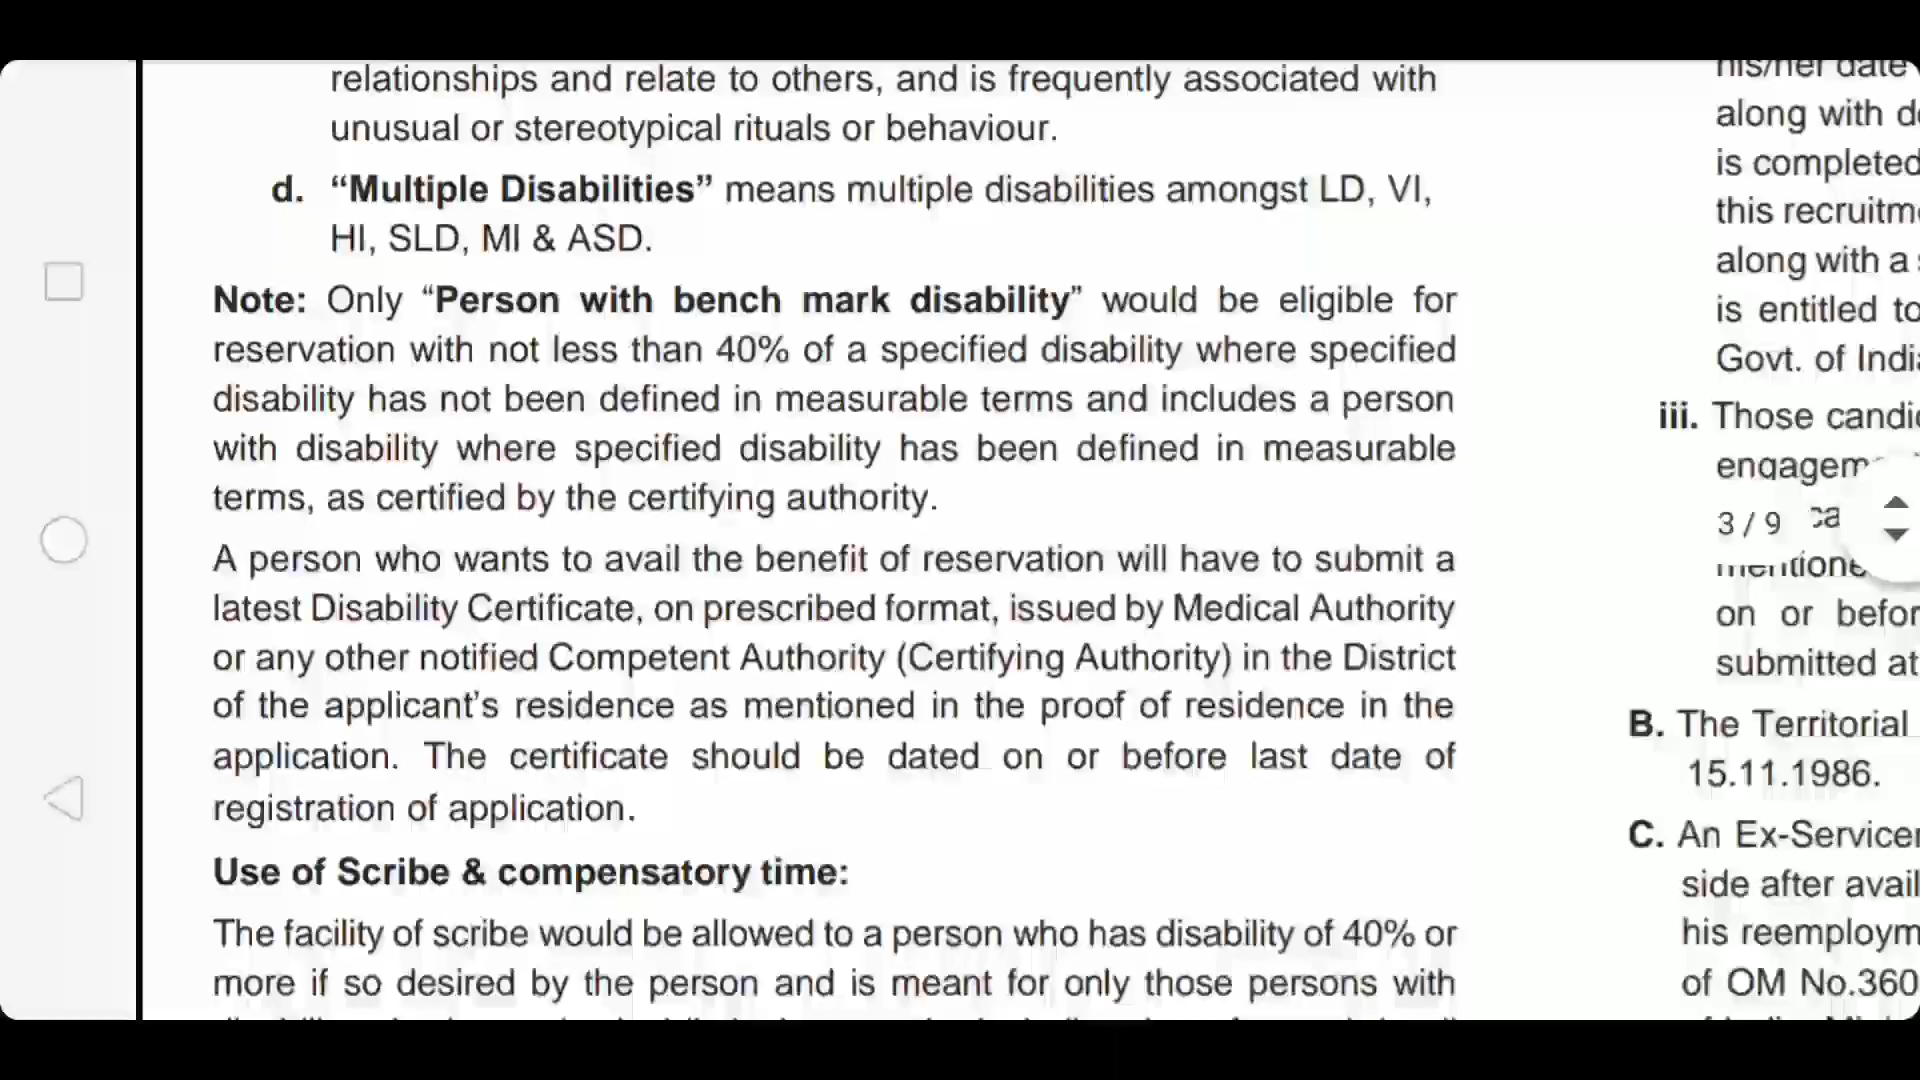 relationships and relate to others, and is frequently associated with
unusual or stereotypical rituals or behaviour.
d. “Multiple Disabilities” means multiple disabilities amongst LD, VI,
HI, SLD, MI & ASD.
Note: Only “Person with bench mark disability” would be eligible for
reservation with not less than 40% of a specified disability where specified
disability has not been defined in measurable terms and includes a person
with disability where specified disability has been defined in measurable
terms, as certified by the certifying authority.
A person who wants to avail the benefit of reservation will have to submit a
latest Disability Certificate, on prescribed format, issued by Medical Authority
or any other notified Competent Authority (Certifying Authority) in the District
of the applicant’s residence as mentioned in the proof of residence in the
application. The certificate should be dated on or before last date of
registration of application.
Use of Scribe & compensatory time:
The facility of scribe would be allowed to a person who has disability of 40% or
more if so desired by the person and is meant for only those persons with
his/her date
along with
is completed
this recruitm
along with a
is entitled to
Govt. of Indi
iii. Those candi
engagem
3 / 9
mentione
on or befor
submitted at
B. The Territorial
15.11.1986.
C. An Ex-Servicer
side after avail
his reemploym
of OM No.360